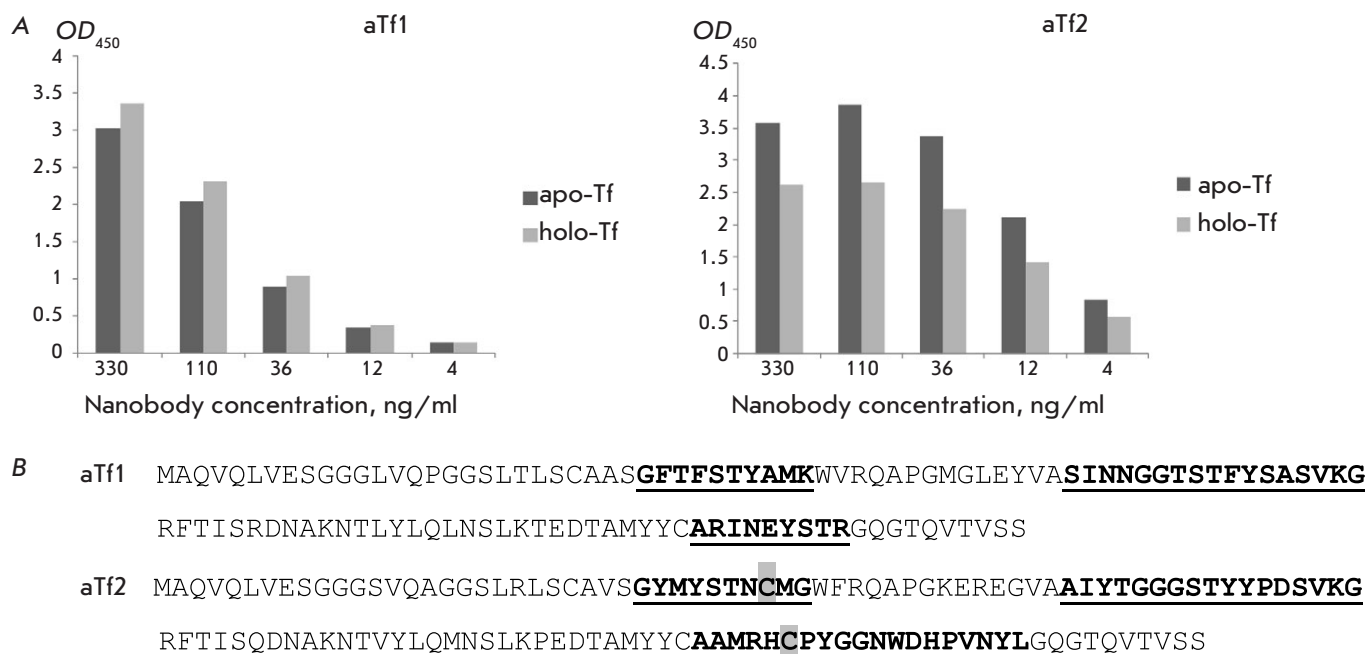 A
OD450
aTf1
4
3.5
3
2.5
2
1.5
1
0.5
0
330 110 36 12 4
Nanobody concentration, ng/ml
apo-Tf
holo-Tf
OD450
aTf2
4.5
4
3.5
3
2.5
2
1.5
1
0.5
0
330 110 36 12 4
Nanobody concentration, ng/ml
apo-Tf
holo-Tf
B
aTf1 MAQVQLVESGGGLVQPGGSLTLSCAASGFTFSTYAMKWVRQAPGMGLEYVASINNGGTSTFYSASVKG
RFTISRDNAKNTLYLQLNSLKTEDTAMYYCARINEYSTRGQGTQVTVSS
aTf2 MAQVQLVESGGGSVQAGGSLRLSCAVSGYMYSTNCMGWFRQAPGKEREGVAAIYTGGGSTYYPDSVKG
RFTISQDNAKNTVYLQMNSLKPEDTAMYYCAAMRHCPYGGNWDHPVNYLGQGTQVTVSS